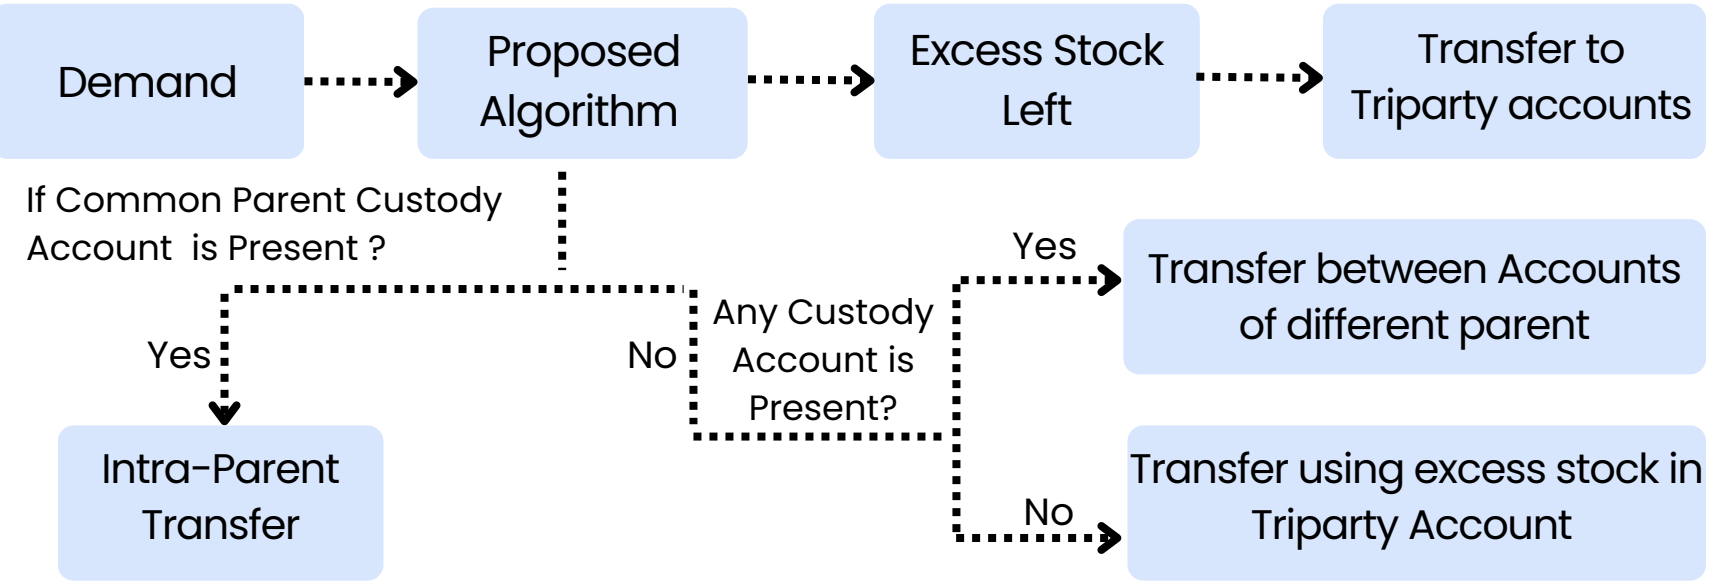 Demand
Proposed
Algorithm
Excess Stock
Left
Transfer to
Triparty accounts
If Common Parent Custody
Account is Present ?
Yes
No
Any Custody
Account is
Present?
Yes
Transfer between Accounts
of different parent
Intra-Parent
Transfer
No
Transfer using excess stock in
Triparty Account